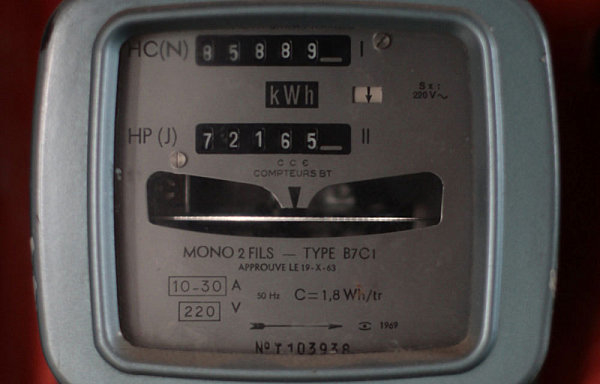 HC(N) 85889 I
kWh
Sx:
220V~
HP(J) 72165 II
C C E
COMPTEURS BT
MONO 2 FILS — TYPE B7C1
APPROUVE LE 19-X-63
10-30 A
50 Hz C=1,8 Wh/tr
220 V
1969
N° T 103938